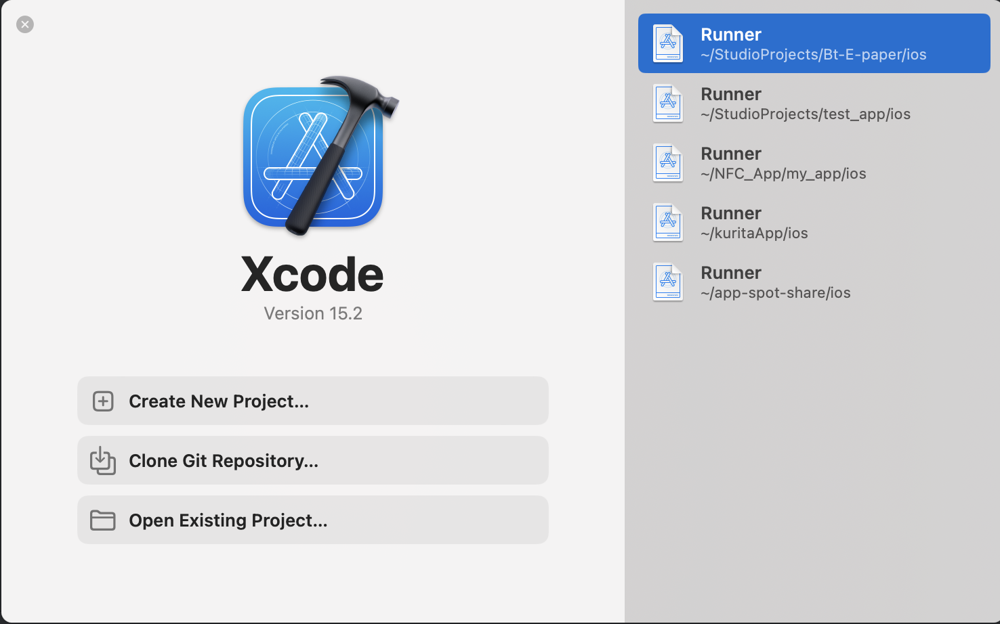 Xcode
Version 15.2
Create New Project...
Clone Git Repository...
Open Existing Project...
Runner
~/StudioProjects/Bt-E-paper/ios
Runner
~/StudioProjects/test_app/ios
Runner
~/NFC_App/my_app/ios
Runner
~/kuritaApp/ios
Runner
~/app-spot-share/ios